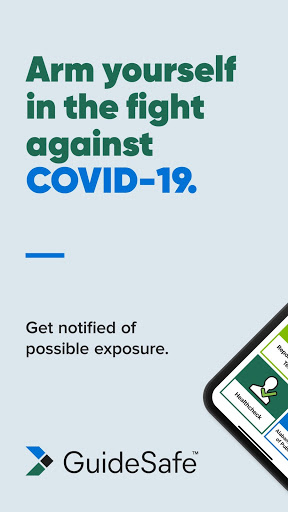 Arm yourself
in the fight
against
COVID-19.
Get notified of
possible exposure.
Healthcheck
GuideSafe™